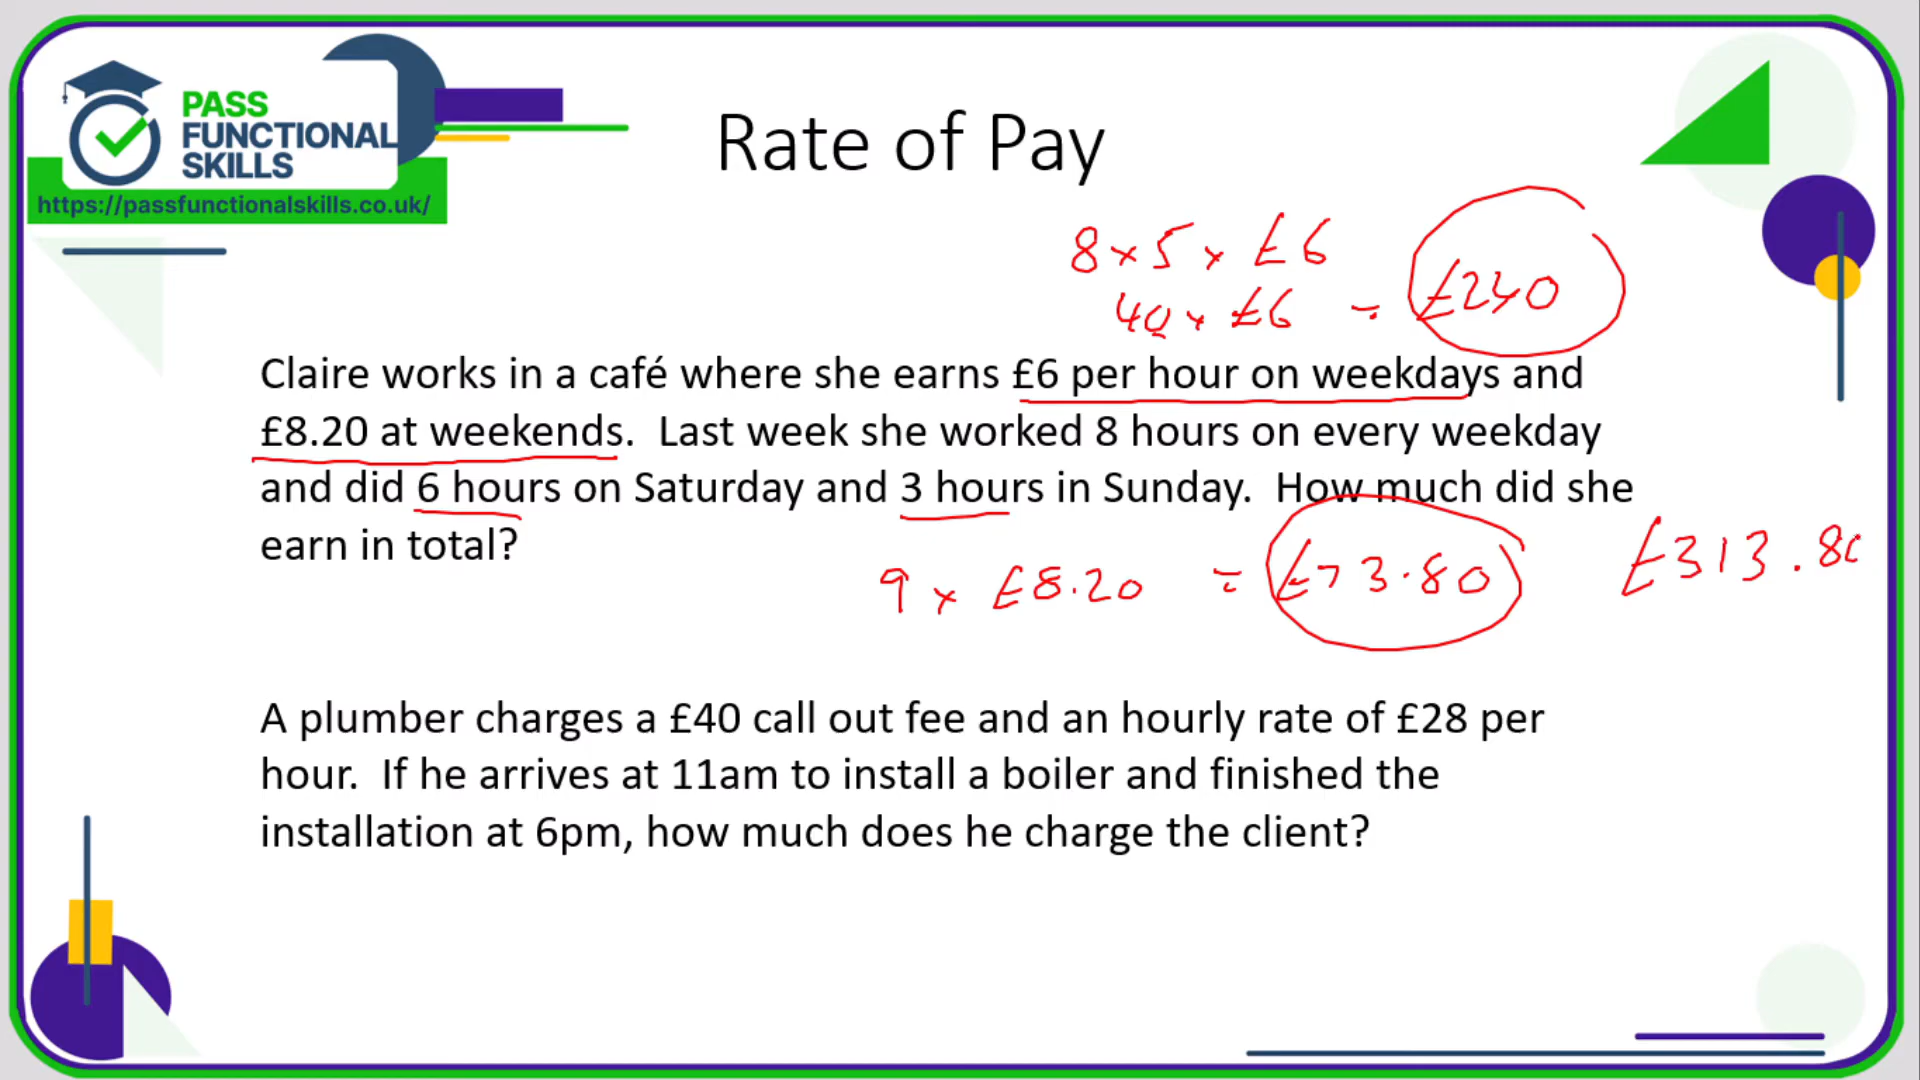 PASS
FUNCTIONAL
SKILLS
https://passfunctionalskills.co.uk/
Rate of Pay
8 × 5 × £6
40 × £6 = £240
Claire works in a café where she earns £6 per hour on weekdays and
£8.20 at weekends. Last week she worked 8 hours on every weekday
and did 6 hours on Saturday and 3 hours in Sunday. How much did she
earn in total?
9 × £8.20 = £73.80
£313.80
A plumber charges a £40 call out fee and an hourly rate of £28 per
hour. If he arrives at 11am to install a boiler and finished the
installation at 6pm, how much does he charge the client?